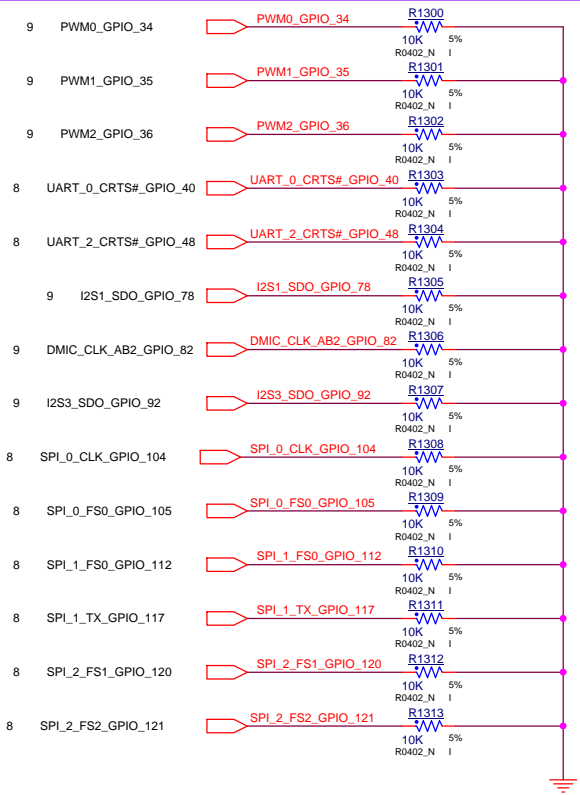 9 PWM0_GPIO_34 PWM0_GPIO_34 R1300
10K 5%
R0402_N I
9 PWM1_GPIO_35 PWM1_GPIO_35 R1301
10K 5%
R0402_N I
9 PWM2_GPIO_36 PWM2_GPIO_36 R1302
10K 5%
R0402_N I
8 UART_0_CRTS#_GPIO_40 UART_0_CRTS#_GPIO_40 R1303
10K 5%
R0402_N I
8 UART_2_CRTS#_GPIO_48 UART_2_CRTS#_GPIO_48 R1304
10K 5%
R0402_N I
9 I2S1_SDO_GPIO_78 I2S1_SDO_GPIO_78 R1305
10K 5%
R0402_N I
9 DMIC_CLK_AB2_GPIO_82 DMIC_CLK_AB2_GPIO_82 R1306
10K 5%
R0402_N I
9 I2S3_SDO_GPIO_92 I2S3_SDO_GPIO_92 R1307
10K 5%
R0402_N I
8 SPI_0_CLK_GPIO_104 SPI_0_CLK_GPIO_104 R1308
10K 5%
R0402_N I
8 SPI_0_FS0_GPIO_105 SPI_0_FS0_GPIO_105 R1309
10K 5%
R0402_N I
8 SPI_1_FS0_GPIO_112 SPI_1_FS0_GPIO_112 R1310
10K 5%
R0402_N I
8 SPI_1_TX_GPIO_117 SPI_1_TX_GPIO_117 R1311
10K 5%
R0402_N I
8 SPI_2_FS1_GPIO_120 SPI_2_FS1_GPIO_120 R1312
10K 5%
R0402_N I
8 SPI_2_FS2_GPIO_121 SPI_2_FS2_GPIO_121 R1313
10K 5%
R0402_N I